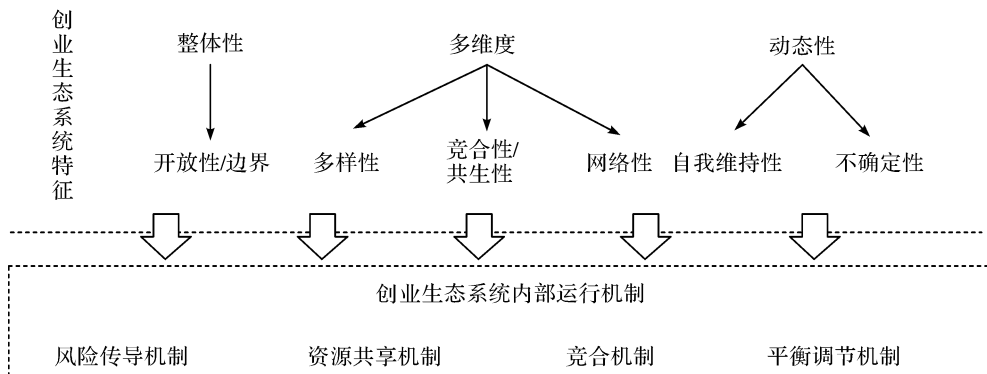 创业生态系统特征
整体性
多维度
动态性
开放性/边界
多样性
竞合性/
共生性
网络性
自我维持性
不确定性
创业生态系统内部运行机制
风险传导机制
资源共享机制
竞合机制
平衡调节机制